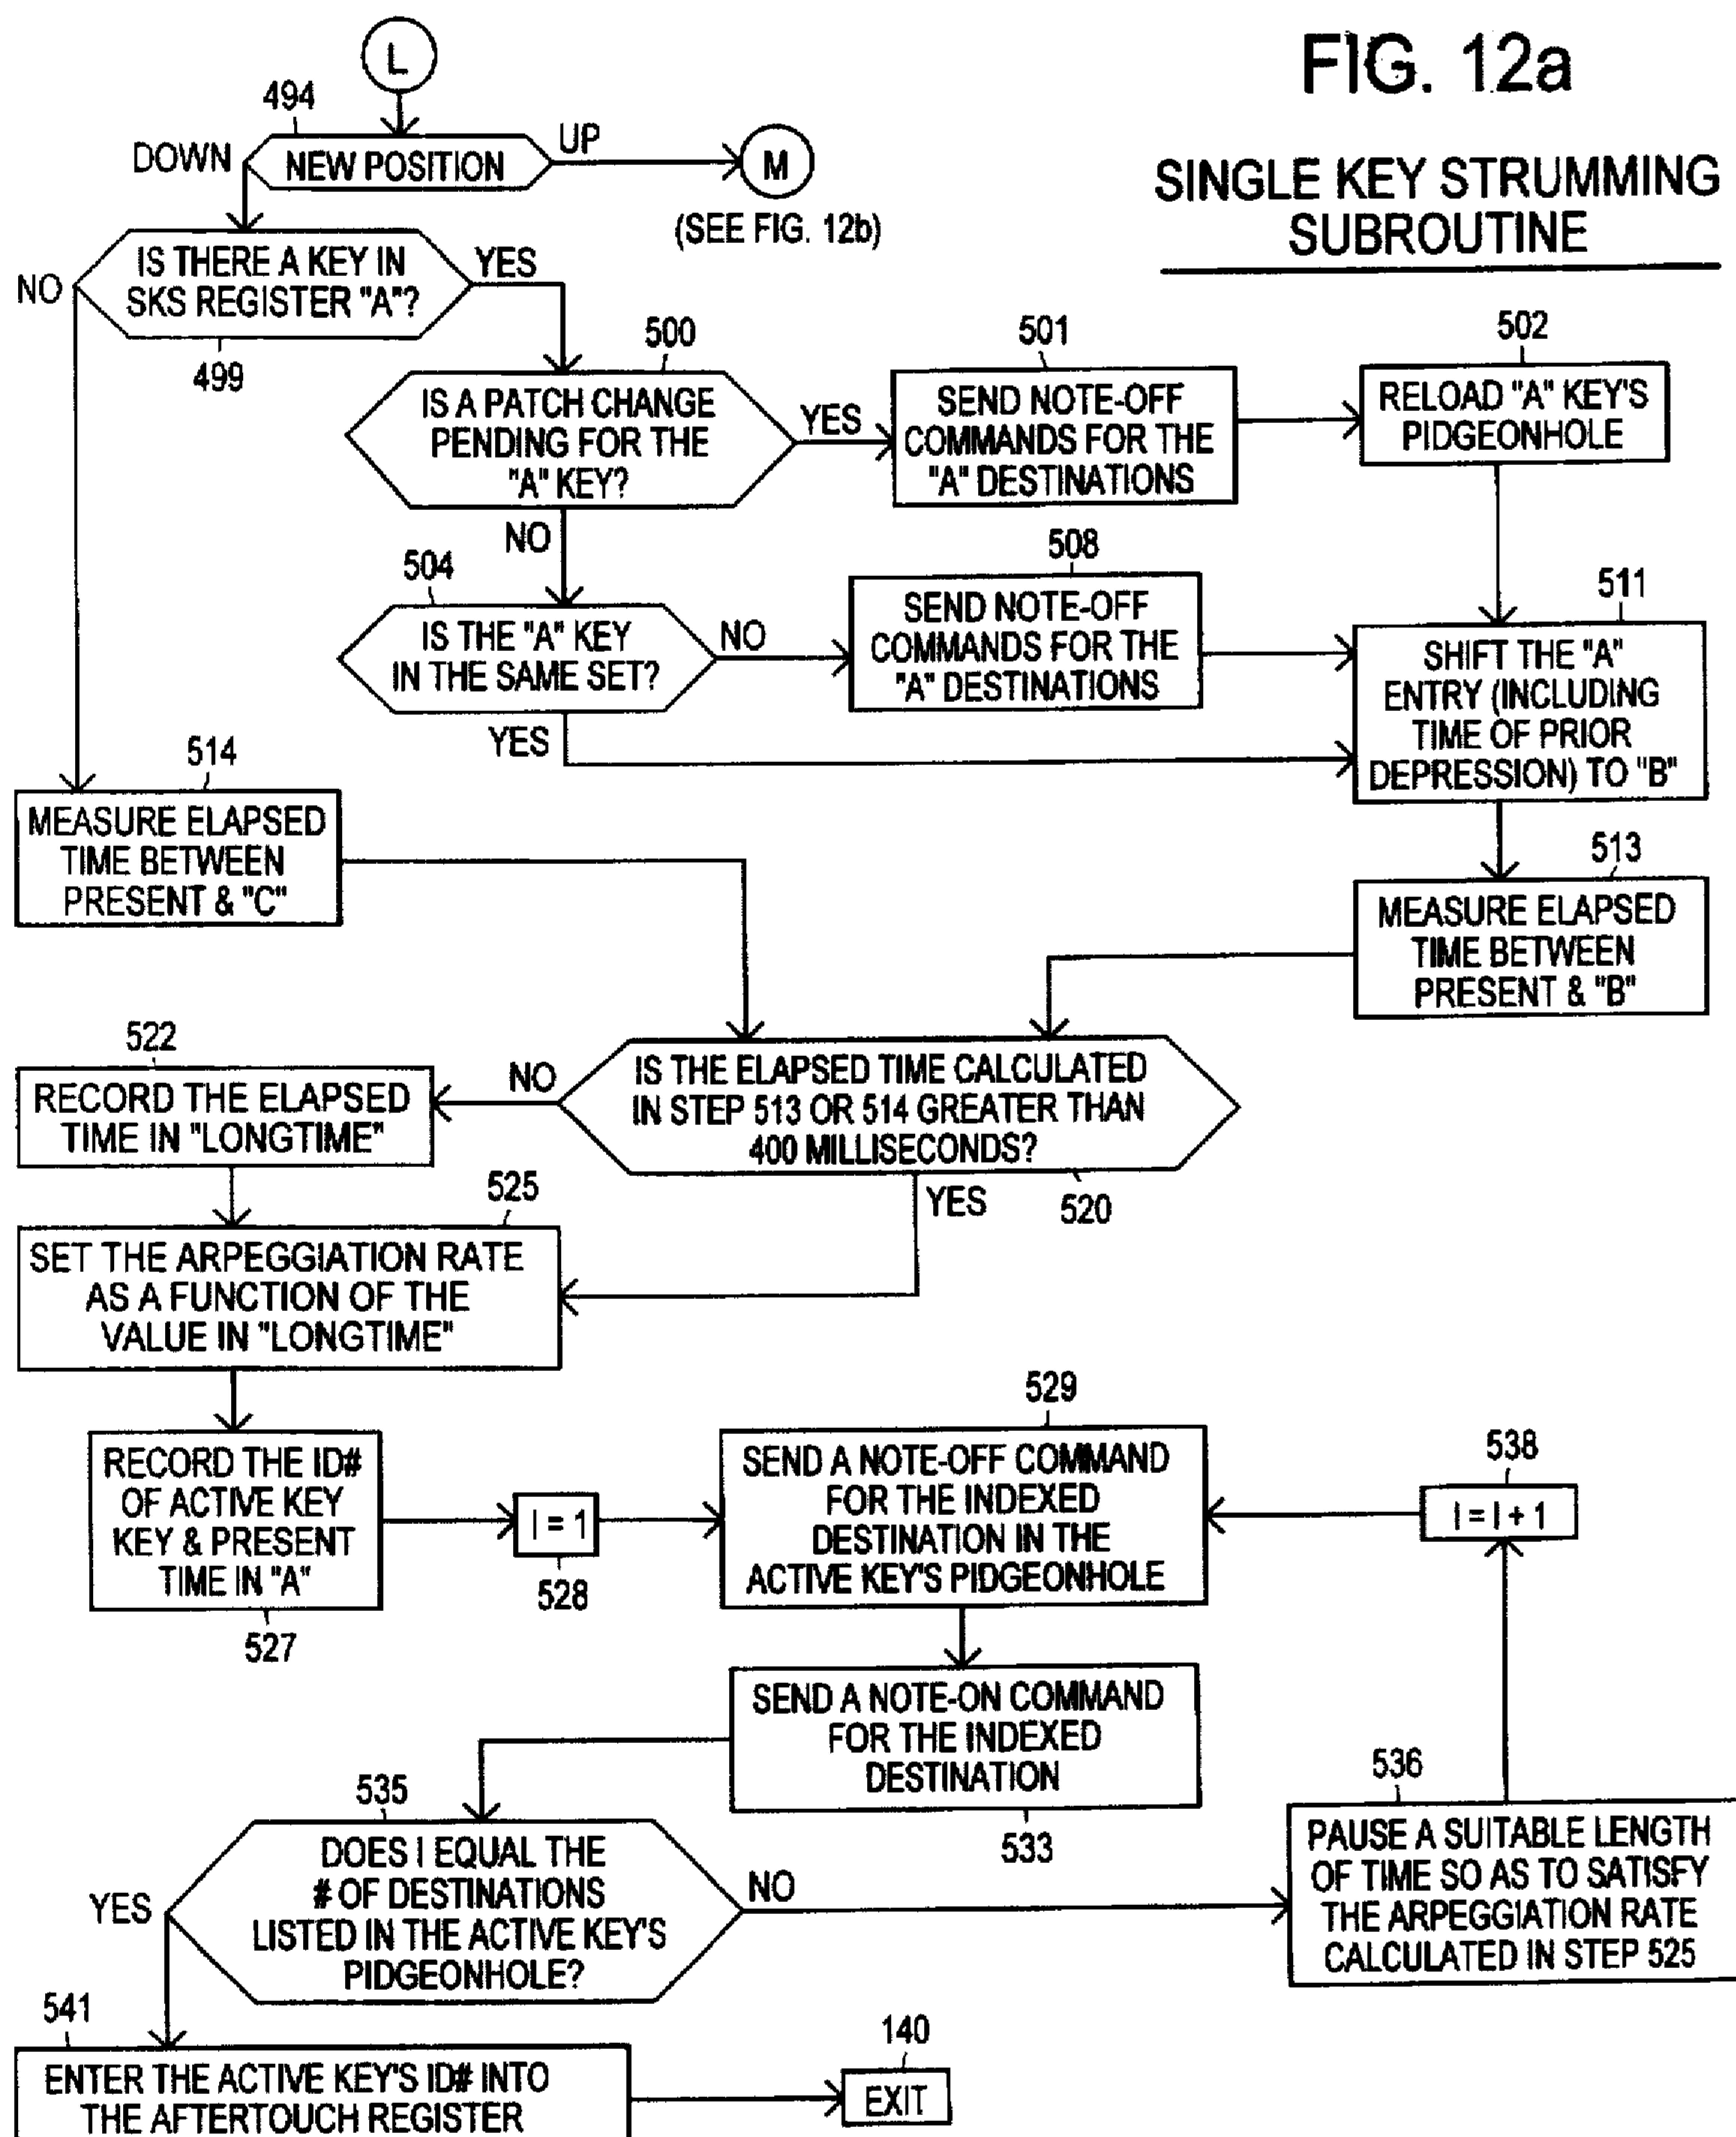 FIG. 12a
SINGLE KEY STRUMMING
SUBROUTINE
L
494
DOWN
NEW POSITION
UP
M
(SEE FIG. 12b)
NO
IS THERE A KEY IN
SKS REGISTER "A"?
YES
499
500
IS A PATCH CHANGE
PENDING FOR THE
"A" KEY?
YES
NO
501
SEND NOTE-OFF
COMMANDS FOR THE
"A" DESTINATIONS
502
RELOAD "A" KEY'S
PIDGEONHOLE
504
IS THE "A" KEY
IN THE SAME SET?
NO
YES
508
SEND NOTE-OFF
COMMANDS FOR THE
"A" DESTINATIONS
511
SHIFT THE "A"
ENTRY (INCLUDING
TIME OF PRIOR
DEPRESSION) TO "B"
514
MEASURE ELAPSED
TIME BETWEEN
PRESENT & "C"
513
MEASURE ELAPSED
TIME BETWEEN
PRESENT & "B"
522
RECORD THE ELAPSED
TIME IN "LONGTIME"
NO
IS THE ELAPSED TIME CALCULATED
IN STEP 513 OR 514 GREATER THAN
400 MILLISECONDS?
YES
520
525
SET THE ARPEGGIATION RATE
AS A FUNCTION OF THE
VALUE IN "LONGTIME"
RECORD THE ID#
OF ACTIVE KEY
KEY & PRESENT
TIME IN "A"
527
I = 1
528
529
SEND A NOTE-OFF COMMAND
FOR THE INDEXED
DESTINATION IN THE
ACTIVE KEY'S PIDGEONHOLE
538
I = I + 1
SEND A NOTE-ON COMMAND
FOR THE INDEXED
DESTINATION
533
535
DOES I EQUAL THE
# OF DESTINATIONS
LISTED IN THE ACTIVE KEY'S
PIDGEONHOLE?
YES
NO
536
PAUSE A SUITABLE LENGTH
OF TIME SO AS TO SATISFY
THE ARPEGGIATION RATE
CALCULATED IN STEP 525
541
ENTER THE ACTIVE KEY'S ID# INTO
THE AFTERTOUCH REGISTER
140
EXIT